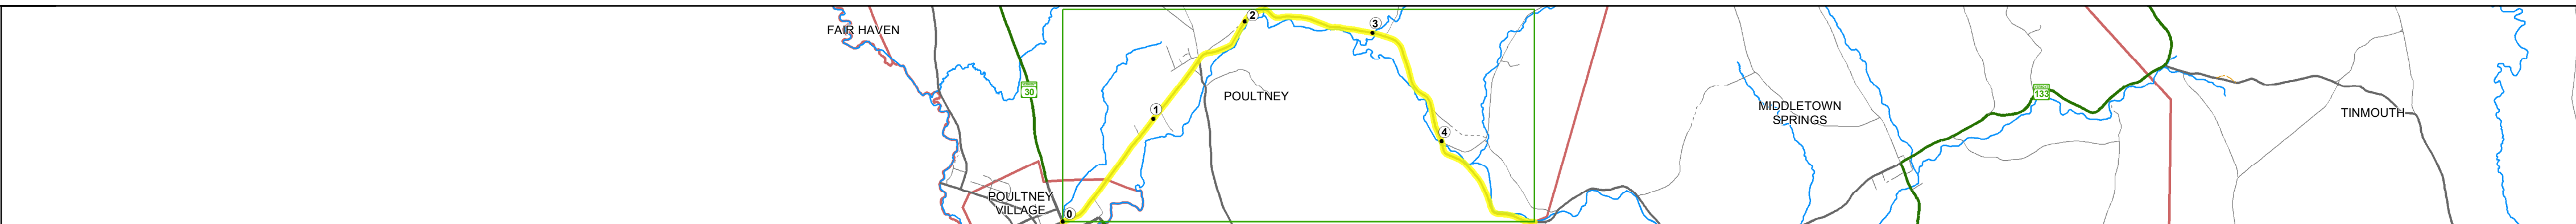 FAIR HAVEN
30
POULTNEY
VILLAGE
0
1
2
3
4
POULTNEY
MIDDLETOWN
SPRINGS
133
TINMOUTH